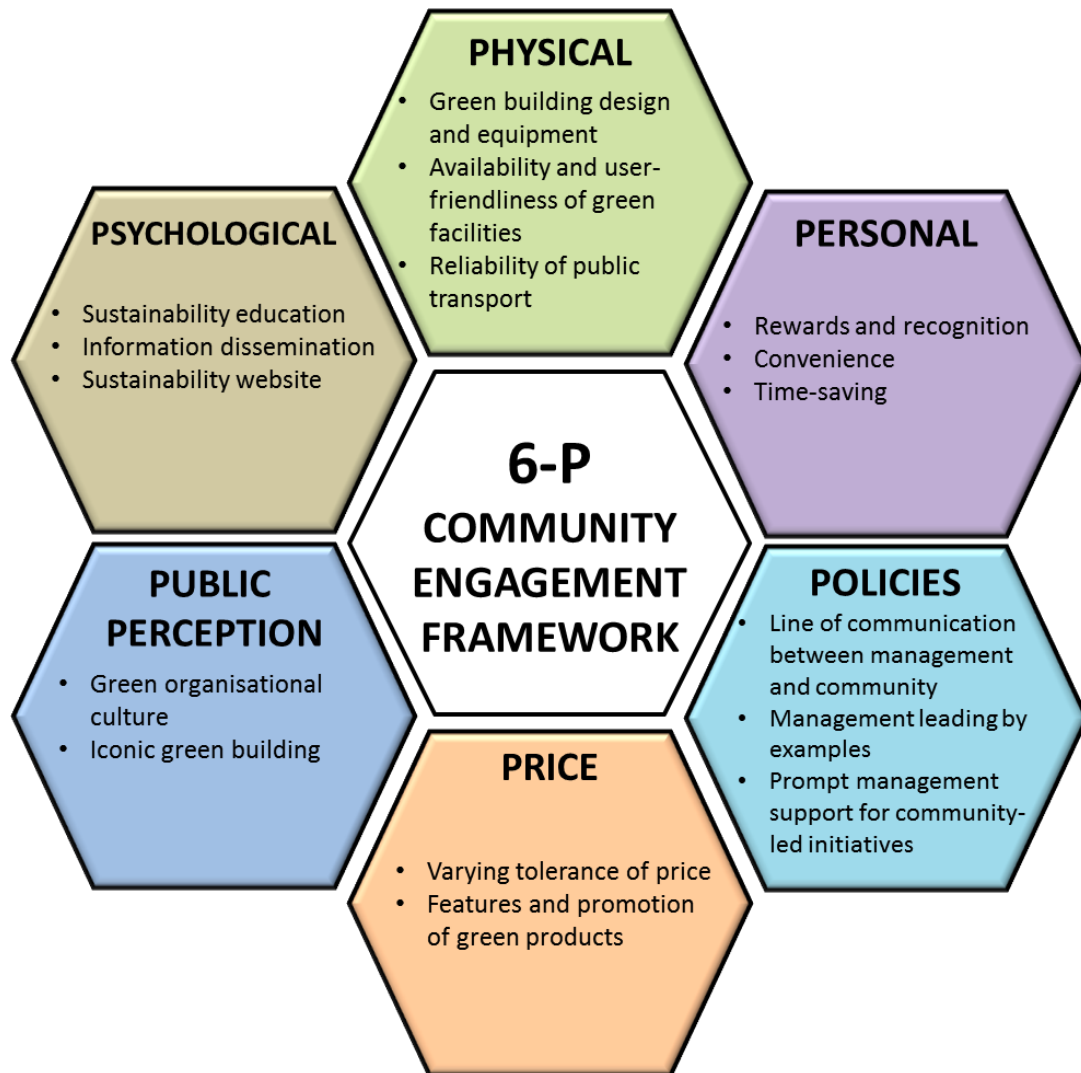 PHYSICAL
• Green building design
and equipment
• Availability and user-
friendliness of green
facilities
• Reliability of public
transport
PSYCHOLOGICAL
• Sustainability education
• Information dissemination
• Sustainability website
PERSONAL
• Rewards and recognition
• Convenience
• Time-saving
6-P
COMMUNITY
ENGAGEMENT
FRAMEWORK
PUBLIC
PERCEPTION
• Green organisational
culture
• Iconic green building
POLICIES
• Line of communication
between management
and community
• Management leading by
examples
• Prompt management
support for community-
led initiatives
PRICE
• Varying tolerance of price
• Features and promotion
of green products